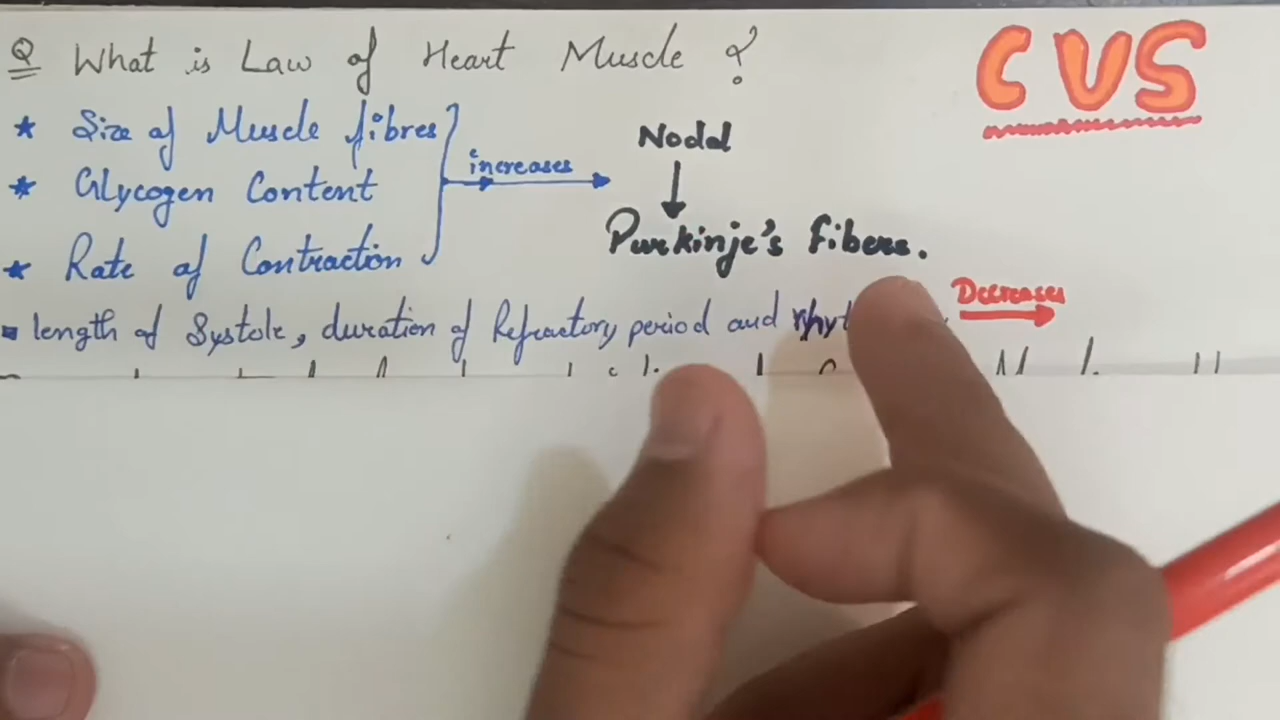 Q What is Law of Heart Muscle ?
CVS
* Size of Muscle fibres
* Glycogen Content
* Rate of Contraction
increases
Nodal
Purkinje's Fibers.
Decreases
length of Systole, duration of Refractory period and